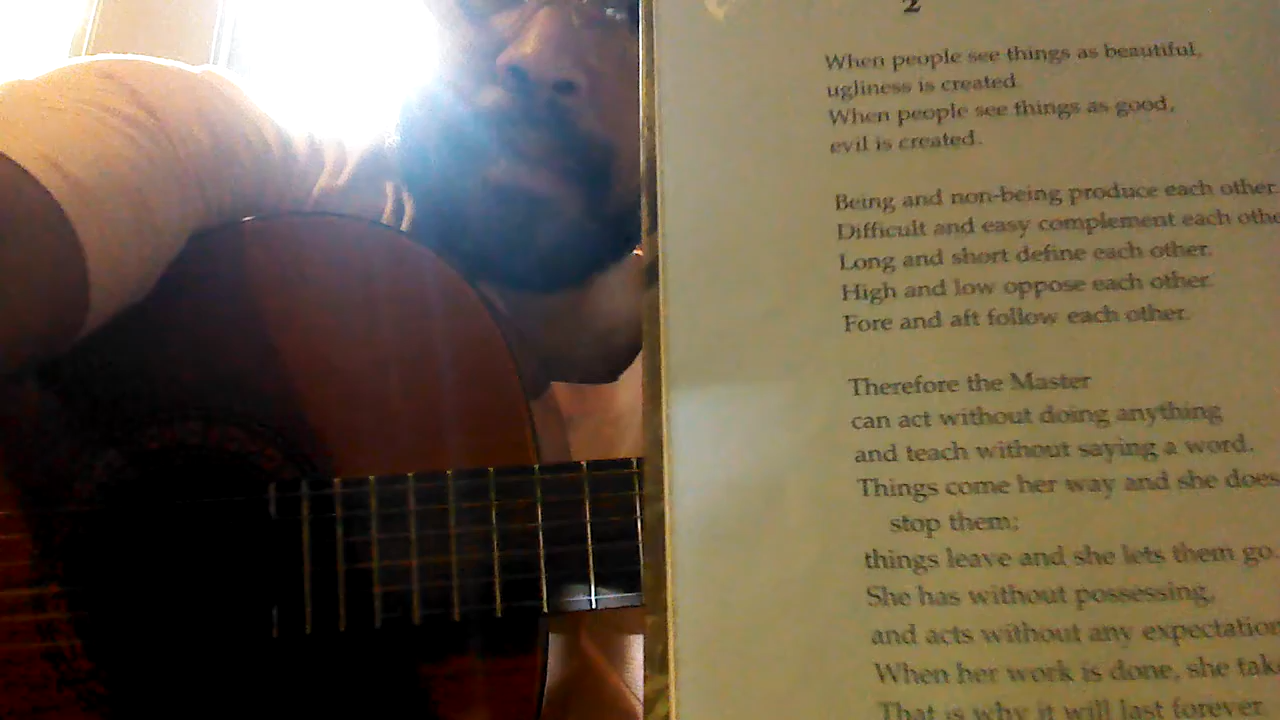 2
When people see things as beautiful,
ugliness is created.
When people see things as good,
evil is created.
Being and non-being produce each other.
Difficult and easy complement each othe
Long and short define each other.
High and low oppose each other.
Fore and aft follow each other.
Therefore the Master
can act without doing anything
and teach without saying a word.
Things come her way and she does
stop them;
things leave and she lets them go.
She has without possessing,
and acts without any expectation
When her work is done, she tak
That is why it will last forever.